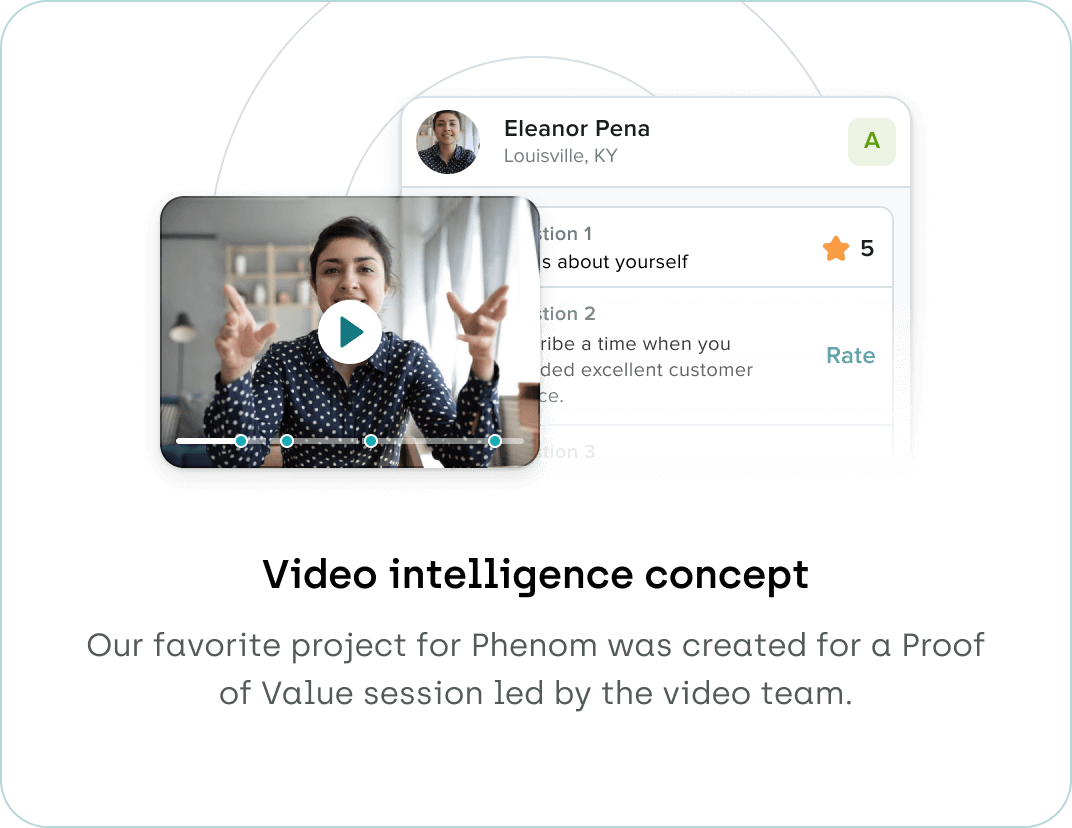 Eleanor Pena
Louisville, KY
A
stion 1
s about yourself
5
stion 2
ribe a time when you
ded excellent customer
ce.
Rate
stion 3
Video intelligence concept
Our favorite project for Phenom was created for a Proof
of Value session led by the video team.